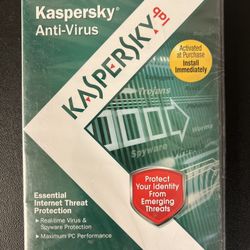 Kaspersky®
Anti-Virus
Activated
at Purchase
Install
Immediately
KASPERSKY lab
Trojans
Worms
Spyware
Viruses
Protect
Your Identity
From
Emerging
Threats
Essential
Internet Threat
Protection
• Real-time Virus &
Spyware Protection
• Maximum PC Performance